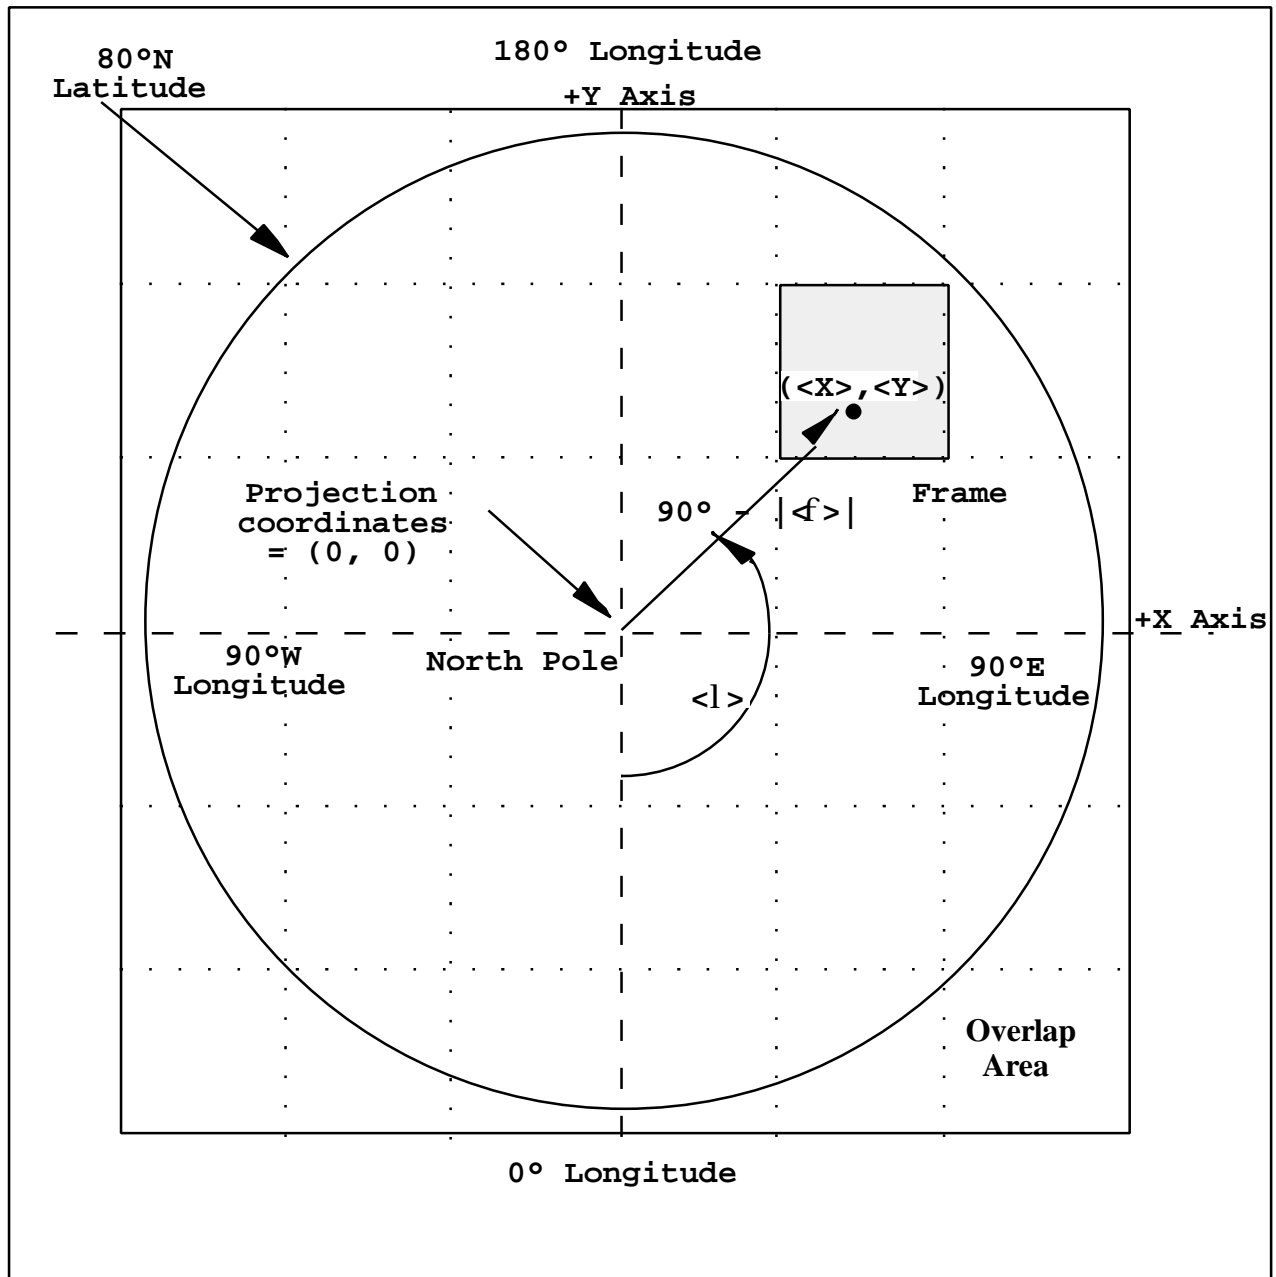 80°N
Latitude
180° Longitude
+Y Axis
(<X>,<Y>)
Projection
coordinates
= (0, 0)
90° - |<f>|
Frame
+X Axis
90°W
Longitude
North Pole
90°E
Longitude
<l>
Overlap
Area
0° Longitude